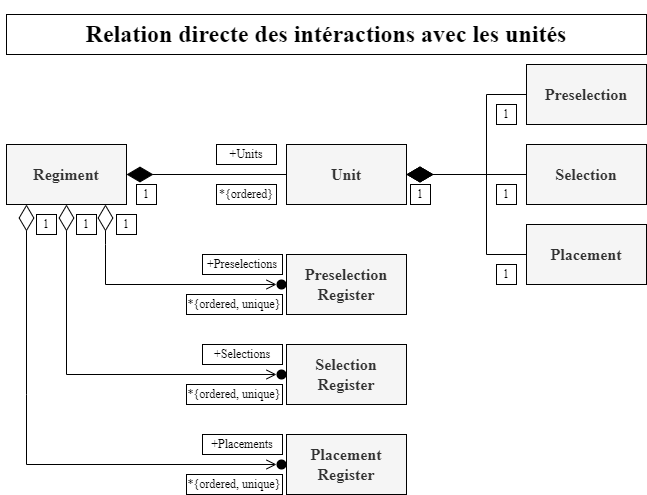 Relation directe des intéractions avec les unités
Preselection
1
+Units
Regiment
Unit
Selection
1
*{ordered}
1
1
1
1
1
Placement
1
+Preselections
Preselection
Register
*{ordered, unique}
+Selections
Selection
Register
*{ordered, unique}
+Placements
Placement
Register
*{ordered, unique}